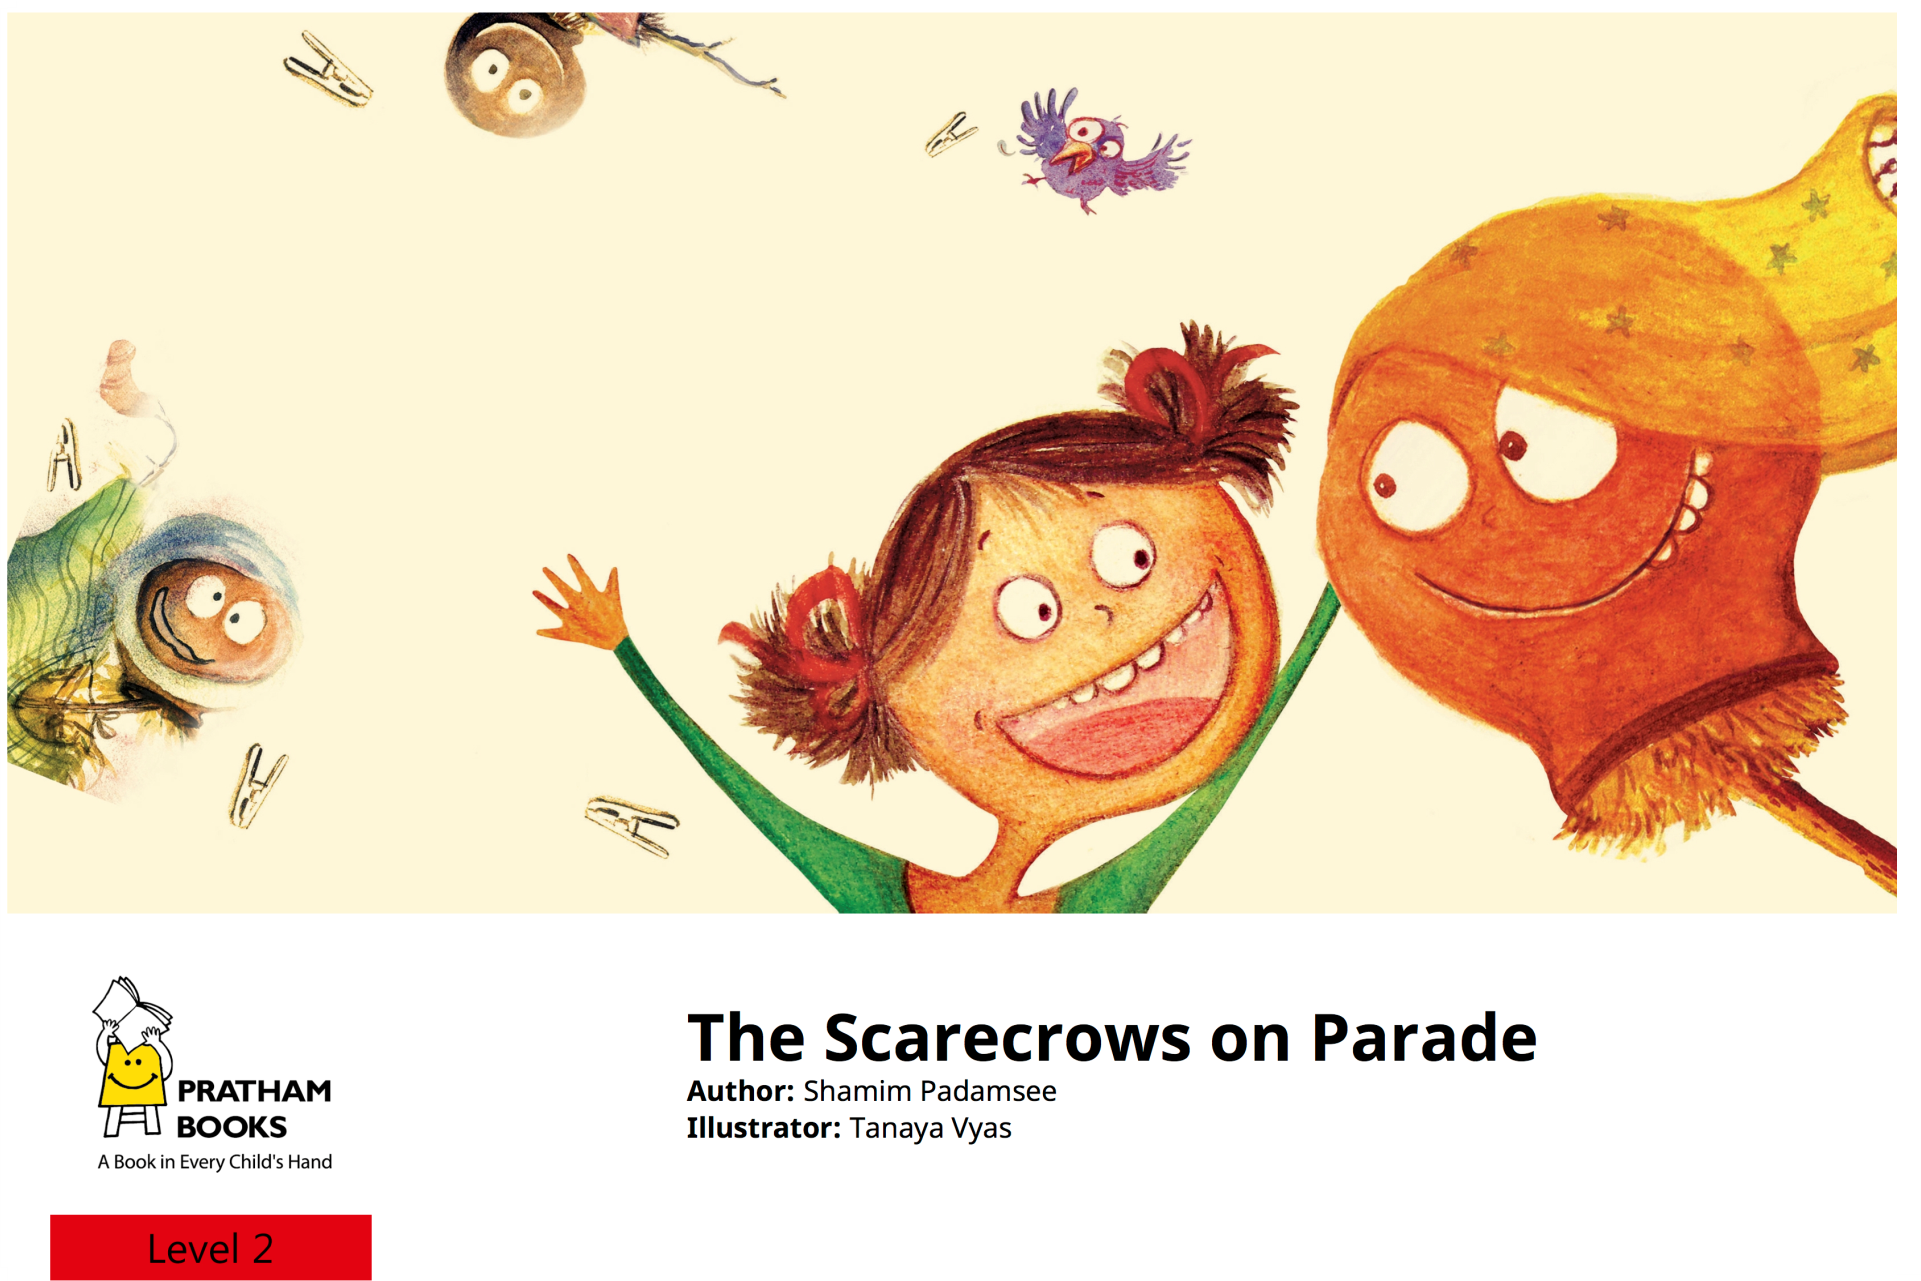 The Scarecrows on Parade
Author: Shamim Padamsee
Illustrator: Tanaya Vyas
PRATHAM
BOOKS
A Book in Every Child's Hand
Level 2